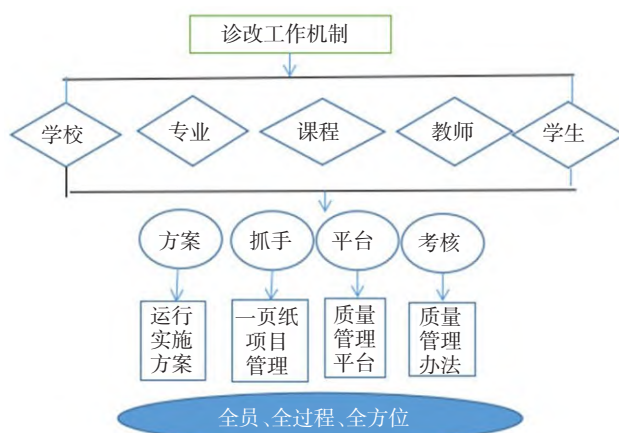 诊改工作机制
学校 专业 课程 教师 学生
方案 抓手 平台 考核
运行 一页纸 质量 质量
实施 项目 管理 管理
方案 管理 平台 办法
全员、全过程、全方位